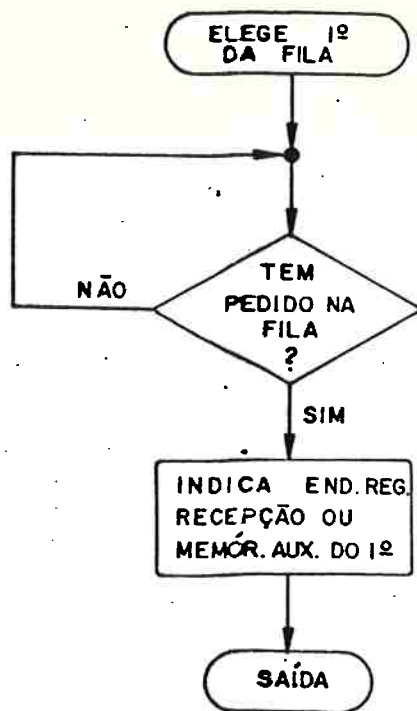 ELEGE 1º
DA FILA
TEM
PEDIDO NA
FILA
?
NÃO
SIM
INDICA END.REG.
RECEPÇÃO OU
MEMÓR.AUX. DO 1º
SAÍDA